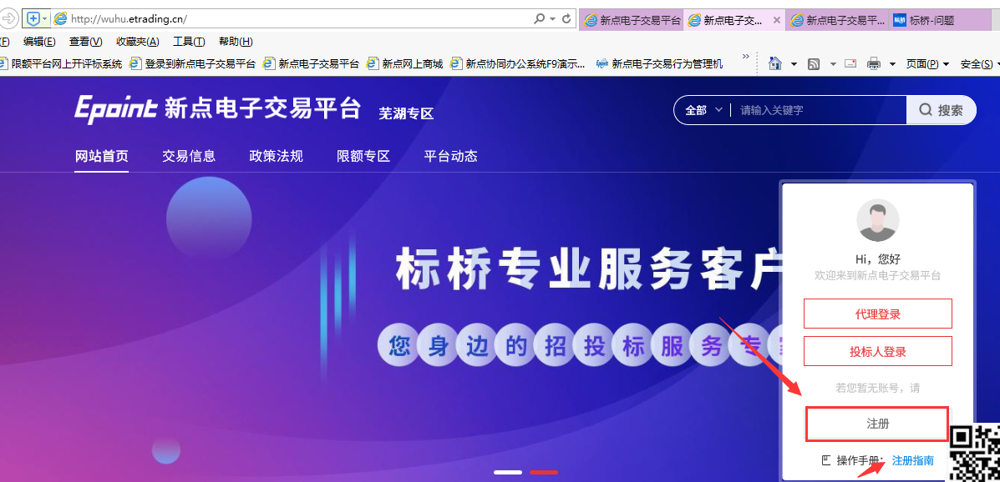 http://wuhu.etrading.cn/
新点电子交易平台
新点电子交...
新点电子交易平...
标桥-问题
(F) 编辑(E) 查看(V) 收藏夹(A) 工具(T) 帮助(H)
限额平台网上开评标系统 登录到新点电子交易平台 新点电子交易平台 新点网上商城 新点协同办公系统F9演示... 新点电子交易行为管理机 页面(P) 安全(S)
Epoint 新点电子交易平台 芜湖专区
全部 请输入关键字 搜索
网站首页 交易信息 政策法规 限额专区 平台动态
标桥专业服务客户
您身边的招投标服务专
Hi，您好
欢迎来到新点电子交易平台
代理登录
投标人登录
若您暂无账号，请
注册
操作手册: 注册指南